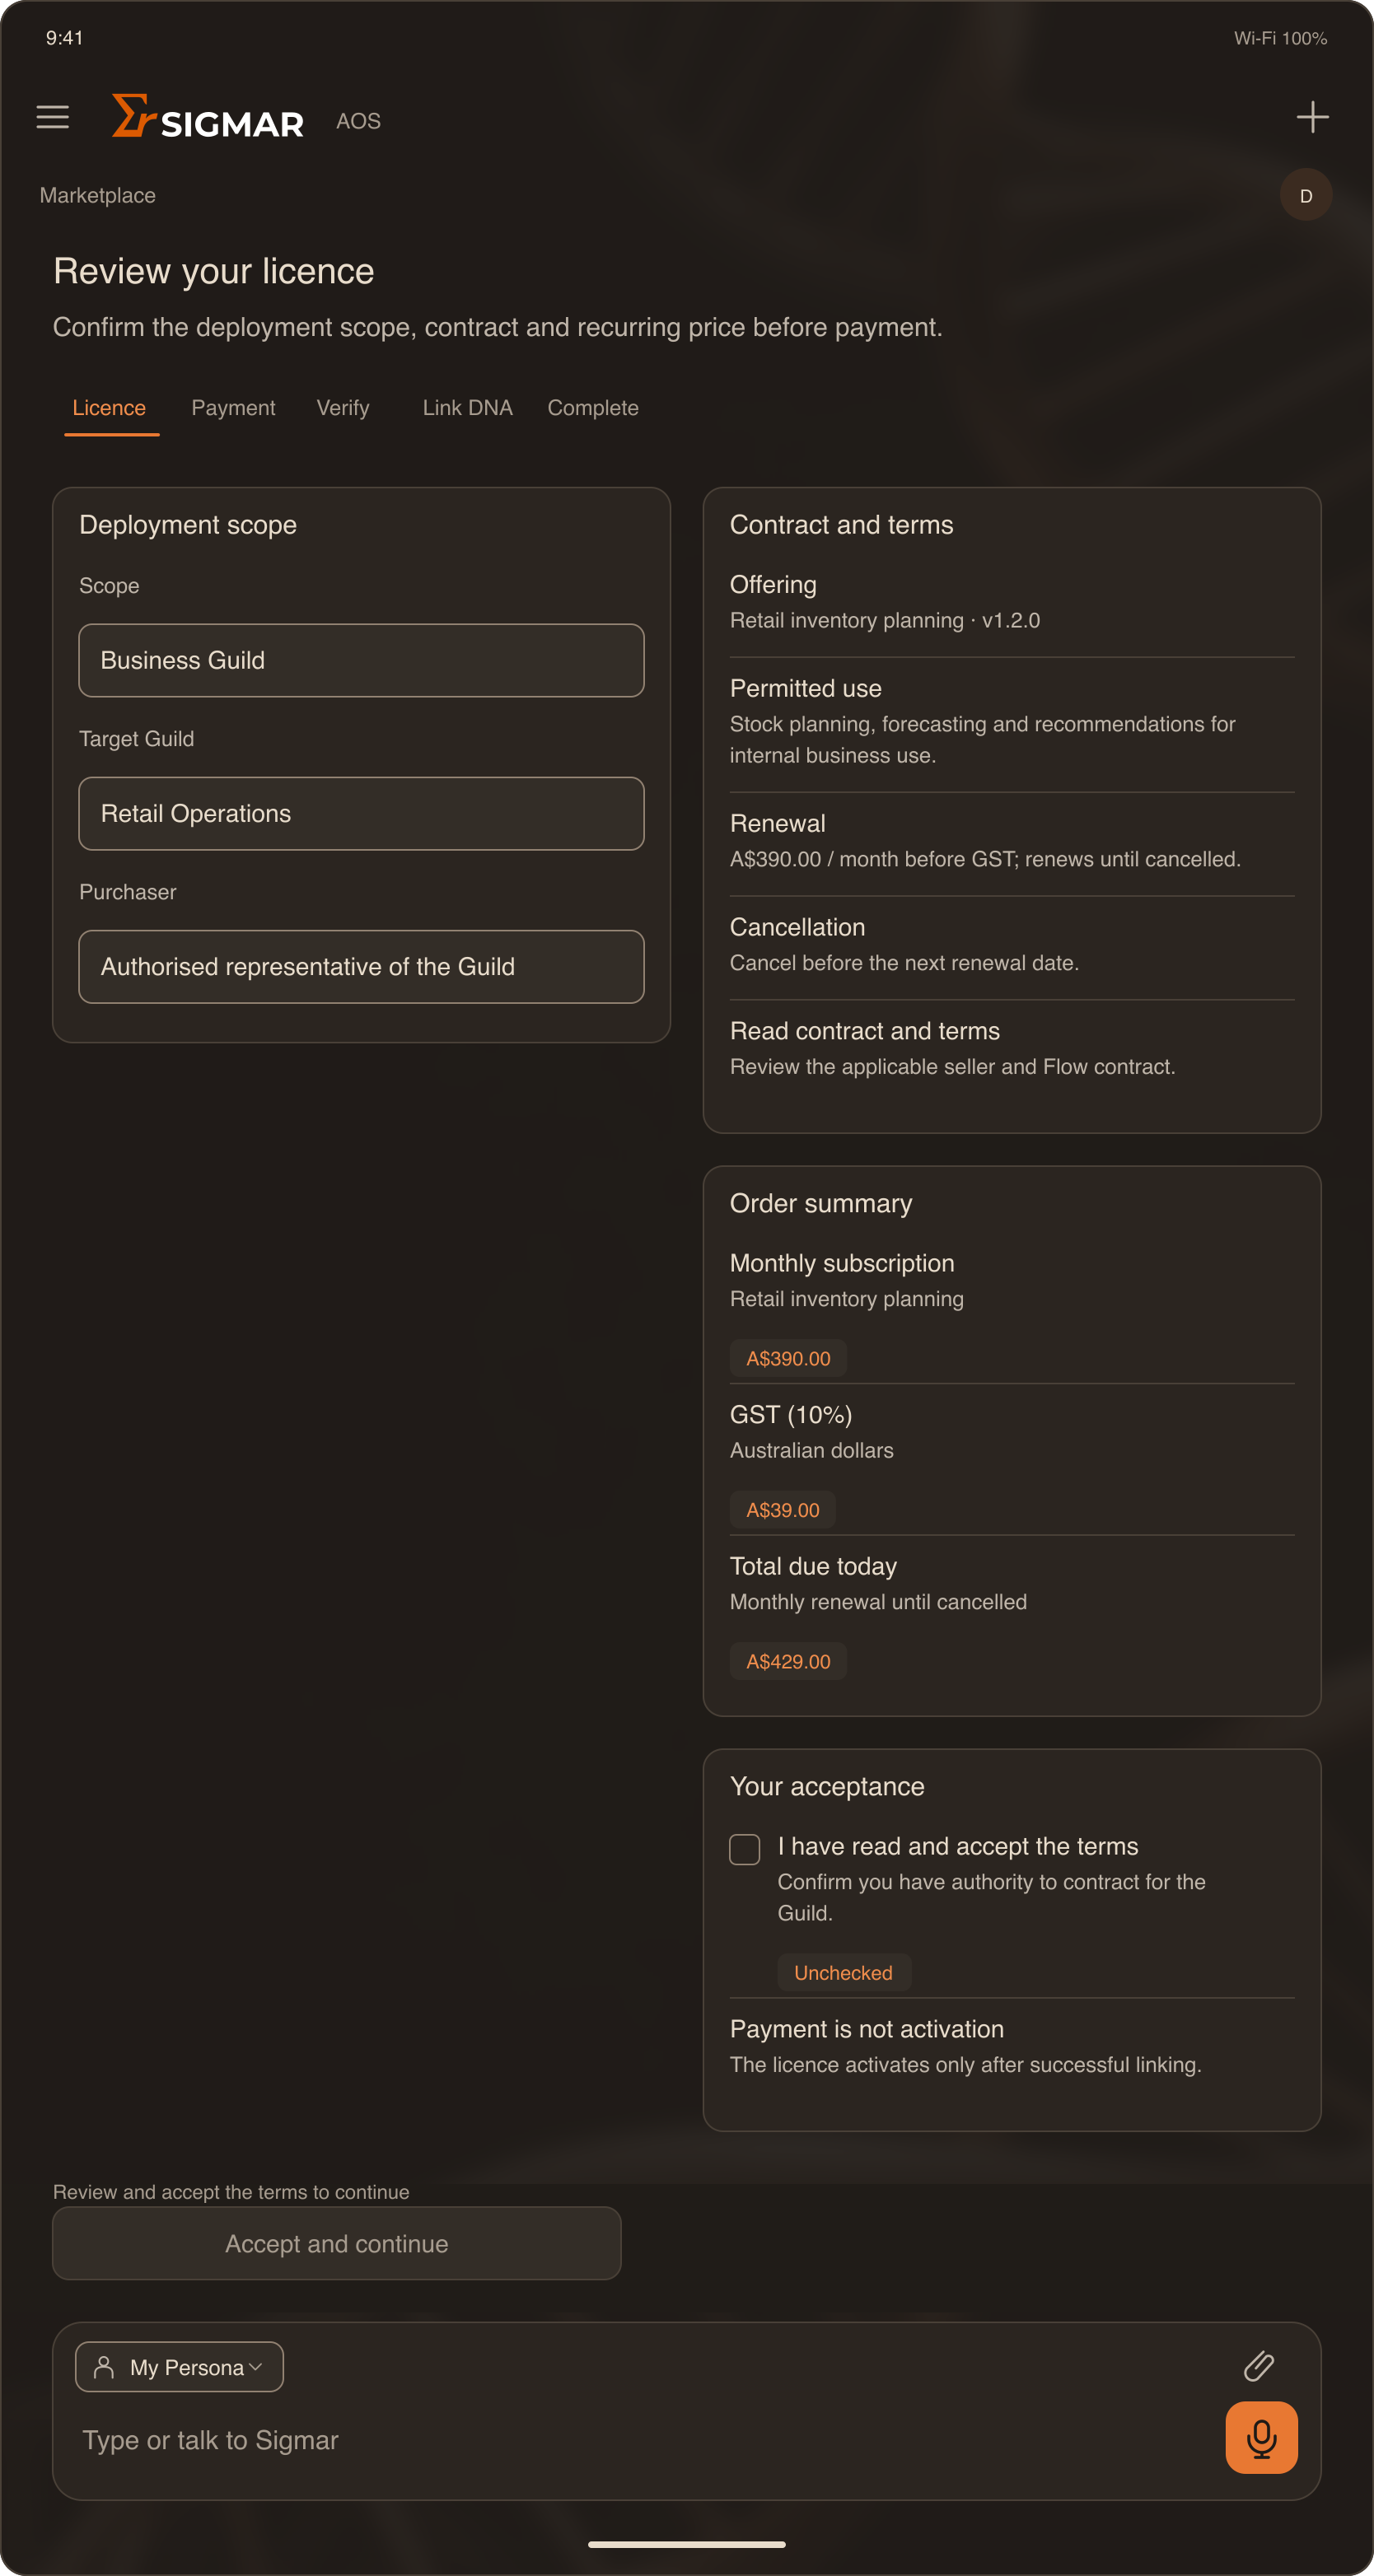 9:41
Wi-Fi 100%
SIGMAR AOS
Marketplace
D
Review your licence
Confirm the deployment scope, contract and recurring price before payment.
Licence Payment Verify Link DNA Complete
Deployment scope
Scope
Business Guild
Target Guild
Retail Operations
Purchaser
Authorised representative of the Guild
Contract and terms
Offering
Retail inventory planning · v1.2.0
Permitted use
Stock planning, forecasting and recommendations for
internal business use.
Renewal
A$390.00 / month before GST; renews until cancelled.
Cancellation
Cancel before the next renewal date.
Read contract and terms
Review the applicable seller and Flow contract.
Order summary
Monthly subscription
Retail inventory planning
A$390.00
GST (10%)
Australian dollars
A$39.00
Total due today
Monthly renewal until cancelled
A$429.00
Your acceptance
I have read and accept the terms
Confirm you have authority to contract for the
Guild.
Unchecked
Payment is not activation
The licence activates only after successful linking.
Review and accept the terms to continue
Accept and continue
My Persona
Type or talk to Sigmar